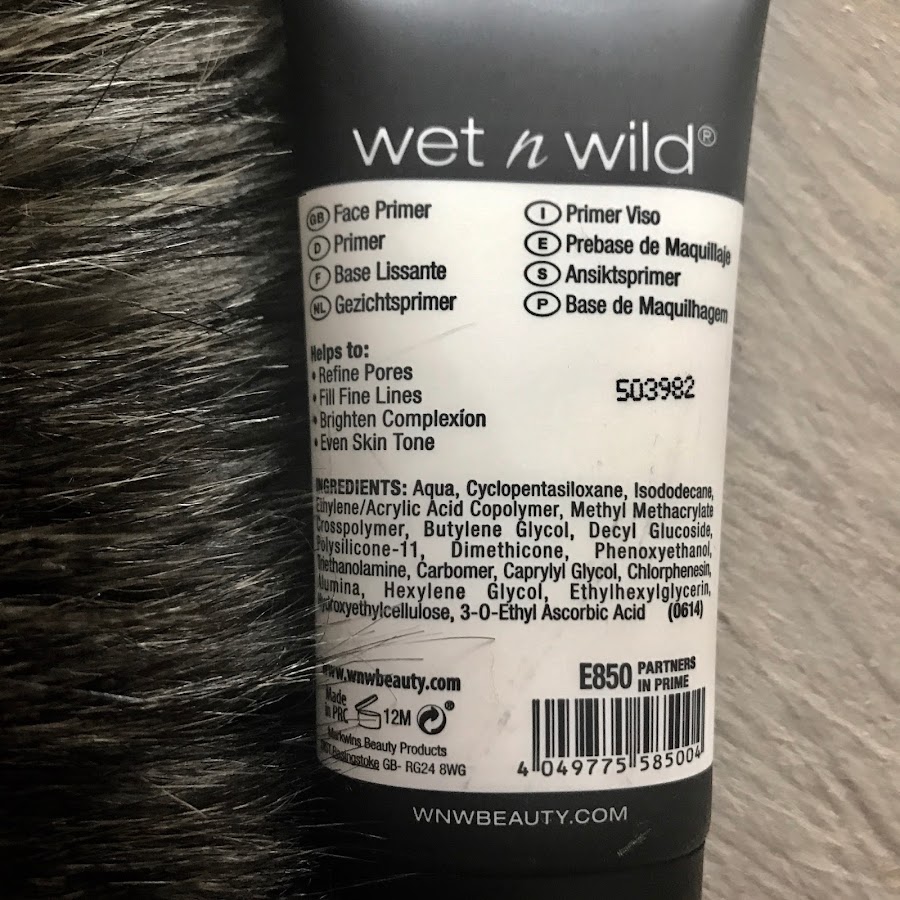 wet n wild®
GB Face Primer
D Primer
F Base Lissante
NL Gezichtsprimer
I Primer Viso
E Prebase de Maquillaje
S Ansiktsprimer
P Base de Maquilhagem
Helps to:
• Refine Pores
• Fill Fine Lines
• Brighten Complexion
• Even Skin Tone
503982
INGREDIENTS: Aqua, Cyclopentasiloxane, Isododecane,
Ethylene/Acrylic Acid Copolymer, Methyl Methacrylate
Crosspolymer, Butylene Glycol, Decyl Glucoside,
Polysilicone-11, Dimethicone, Phenoxyethanol,
Triethanolamine, Carbomer, Caprylyl Glycol, Chlorphenesin,
Alumina, Hexylene Glycol, Ethylhexylglycerin,
Hydroxyethylcellulose, 3-O-Ethyl Ascorbic Acid (0614)
www.wnwbeauty.com
Made
in PRC
12M
®
Markwins Beauty Products
Basingstoke GB- RG24 8WG
E850 PARTNERS
IN PRIME
4 049775 585004
WNWBEAUTY.COM